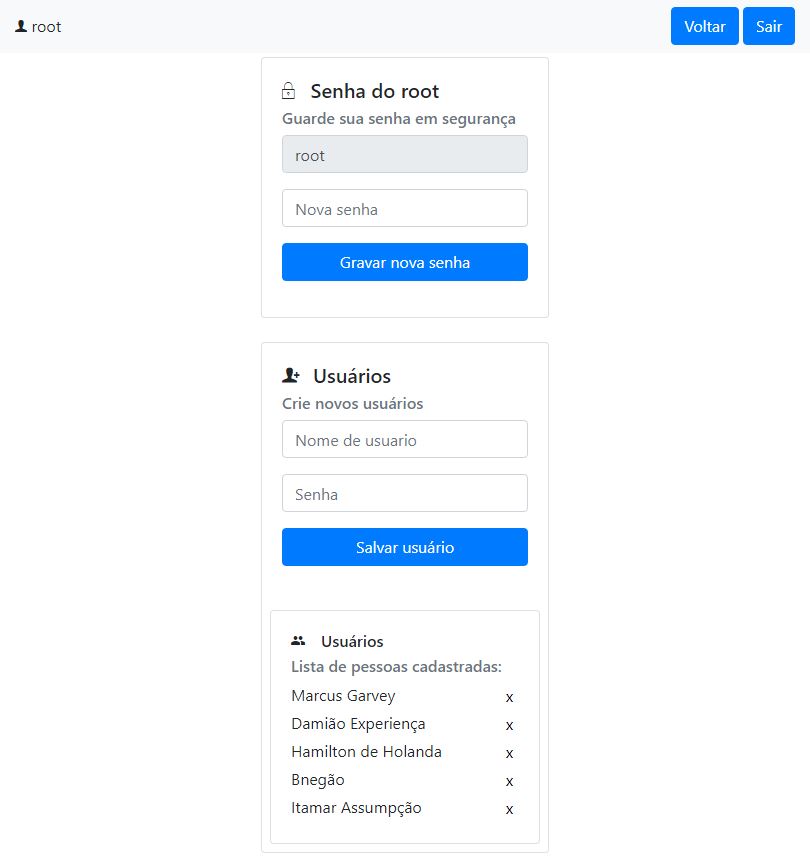 root
Voltar
Sair
Senha do root
Guarde sua senha em segurança
root
Nova senha
Gravar nova senha
Usuários
Crie novos usuários
Nome de usuario
Senha
Salvar usuário
Usuários
Lista de pessoas cadastradas:
Marcus Garvey x
Damião Experiença x
Hamilton de Holanda x
Bnegão x
Itamar Assumpção x